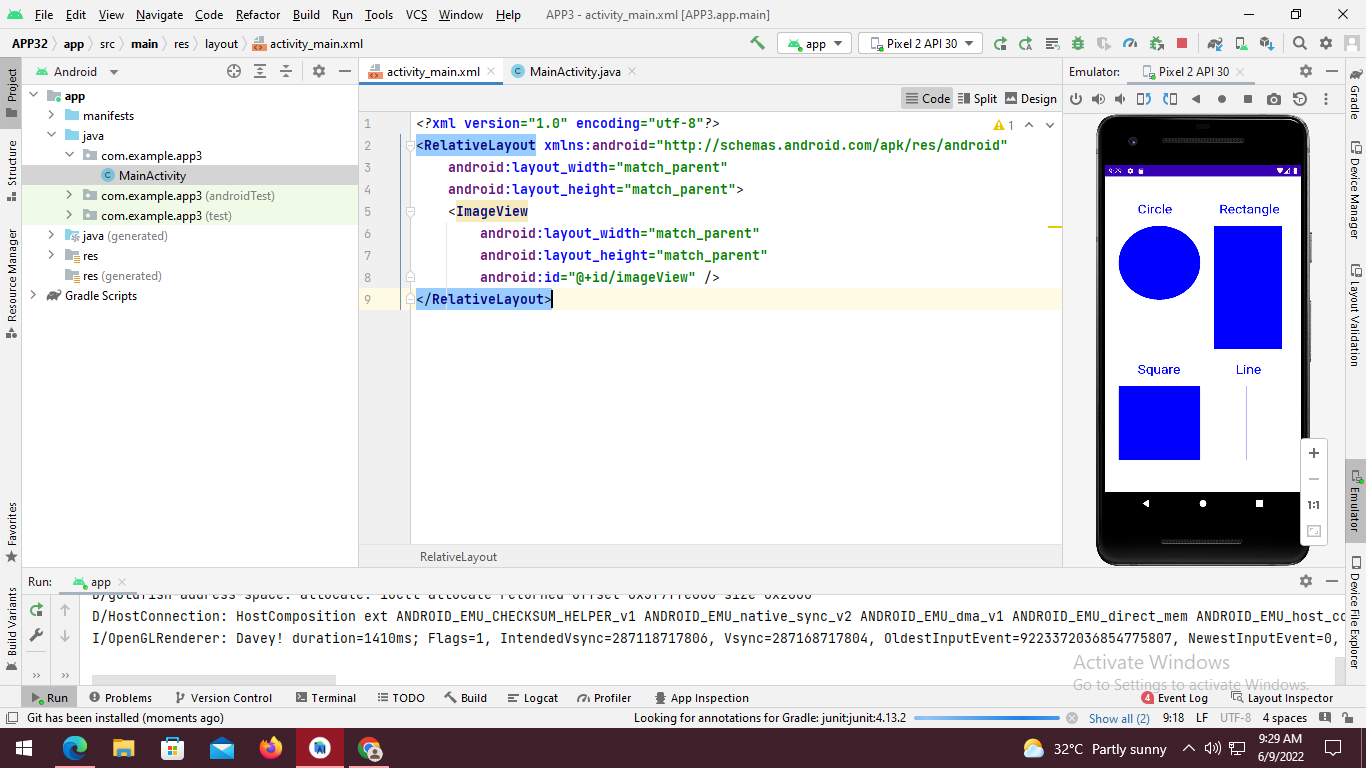 File Edit View Navigate Code Refactor Build Run Tools VCS Window Help APP3 - activity_main.xml [APP3.app.main]
APP32 app src main res layout activity_main.xml app Pixel 2 API 30
Android activity_main.xml MainActivity.java Emulator: Pixel 2 API 30
Code Split Design
Project
Structure
Resource Manager
Favorites
Build Variants
app
manifests
java
com.example.app3
MainActivity
com.example.app3 (androidTest)
com.example.app3 (test)
java (generated)
res
res (generated)
Gradle Scripts
1 <?xml version="1.0" encoding="utf-8"?> 1
2 <RelativeLayout xmlns:android="http://schemas.android.com/apk/res/android"
3 android:layout_width="match_parent"
4 android:layout_height="match_parent">
5 <ImageView
6 android:layout_width="match_parent"
7 android:layout_height="match_parent"
8 android:id="@+id/imageView" />
9 </RelativeLayout>
RelativeLayout
9:25
Circle Rectangle
Square Line
1:1
Gradle
Device Manager
Layout Validation
Emulator
Device File Explorer
Run: app
D/HostConnection: HostComposition ext ANDROID_EMU_CHECKSUM_HELPER_v1 ANDROID_EMU_native_sync_v2 ANDROID_EMU_dma_v1 ANDROID_EMU_direct_mem ANDROID_EMU_host_co
I/OpenGLRenderer: Davey! duration=1410ms; Flags=1, IntendedVsync=287118717806, Vsync=287168717804, OldestInputEvent=9223372036854775807, NewestInputEvent=0,
Activate Windows
Go to Settings to activate Windows.
Run Problems Version Control Terminal TODO Build Logcat Profiler App Inspection 4 Event Log Layout Inspector
Git has been installed (moments ago) Looking for annotations for Gradle: junit:junit:4.13.2 Show all (2) 9:18 LF UTF-8 4 spaces
32°C Partly sunny 9:29 AM
6/9/2022